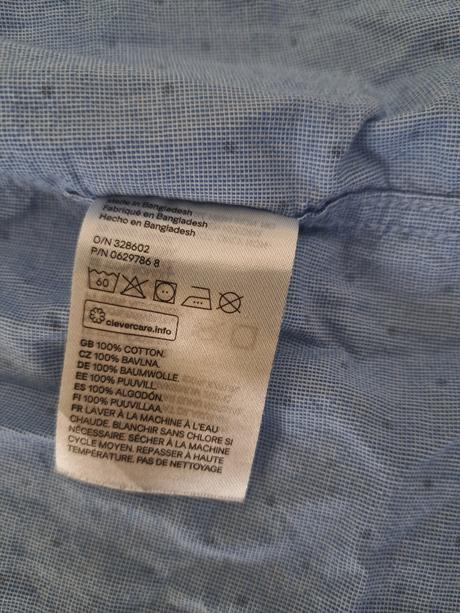 Made in Bangladesh
Fabriqué en Bangladesh
Hecho en Bangladesh
O/N 328602
P/N 0629786 8
60
clevercare.info
GB 100% COTTON.
CZ 100% BAVLNA.
DE 100% BAUMWOLLE.
EE 100% PUUVILL.
ES 100% ALGODÓN.
FI 100% PUUVILLAA.
FR LAVER À LA MACHINE À L'EAU
CHAUDE. BLANCHIR SANS CHLORE SI
NÉCESSAIRE. SÉCHER À LA MACHINE
CYCLE MOYEN. REPASSER À HAUTE
TEMPÉRATURE. PAS DE NETTOYAGE